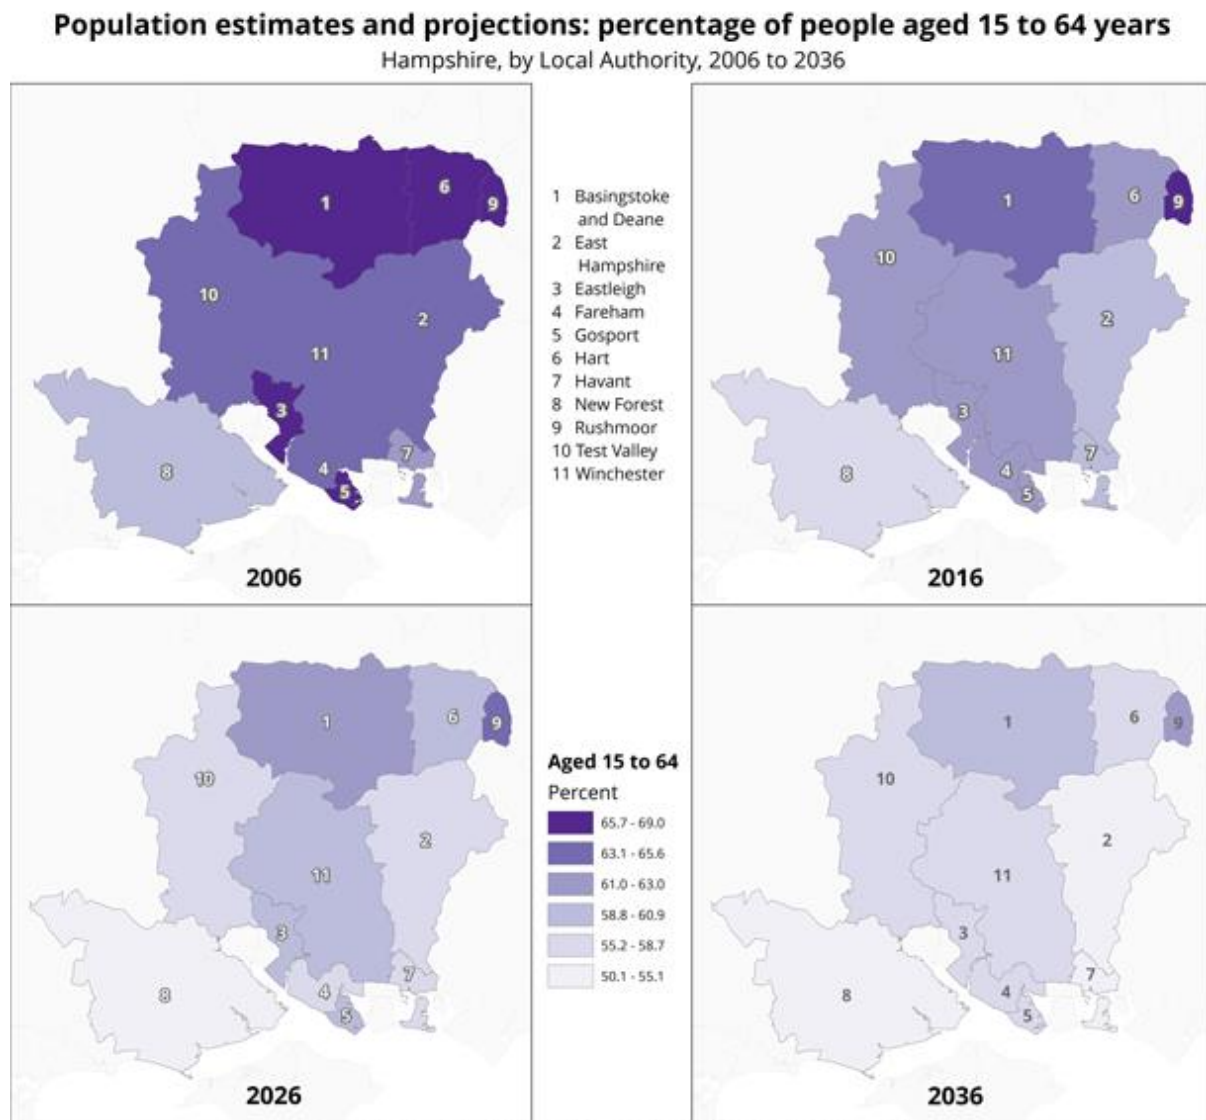 Population estimates and projections: percentage of people aged 15 to 64 years
Hampshire, by Local Authority, 2006 to 2036
1
6
9
10
2
11
3
8
4
7
5
2006
1 Basingstoke
and Deane
2 East
Hampshire
3 Eastleigh
4 Fareham
5 Gosport
6 Hart
7 Havant
8 New Forest
9 Rushmoor
10 Test Valley
11 Winchester
1
6
9
10
2
11
3
8
4
7
5
2016
1
6
9
10
2
11
3
8
4
7
5
2026
Aged 15 to 64
Percent
65.7 - 69.0
63.1 - 65.6
61.0 - 63.0
58.8 - 60.9
55.2 - 58.7
50.1 - 55.1
1
6
9
10
2
11
3
8
4
7
5
2036